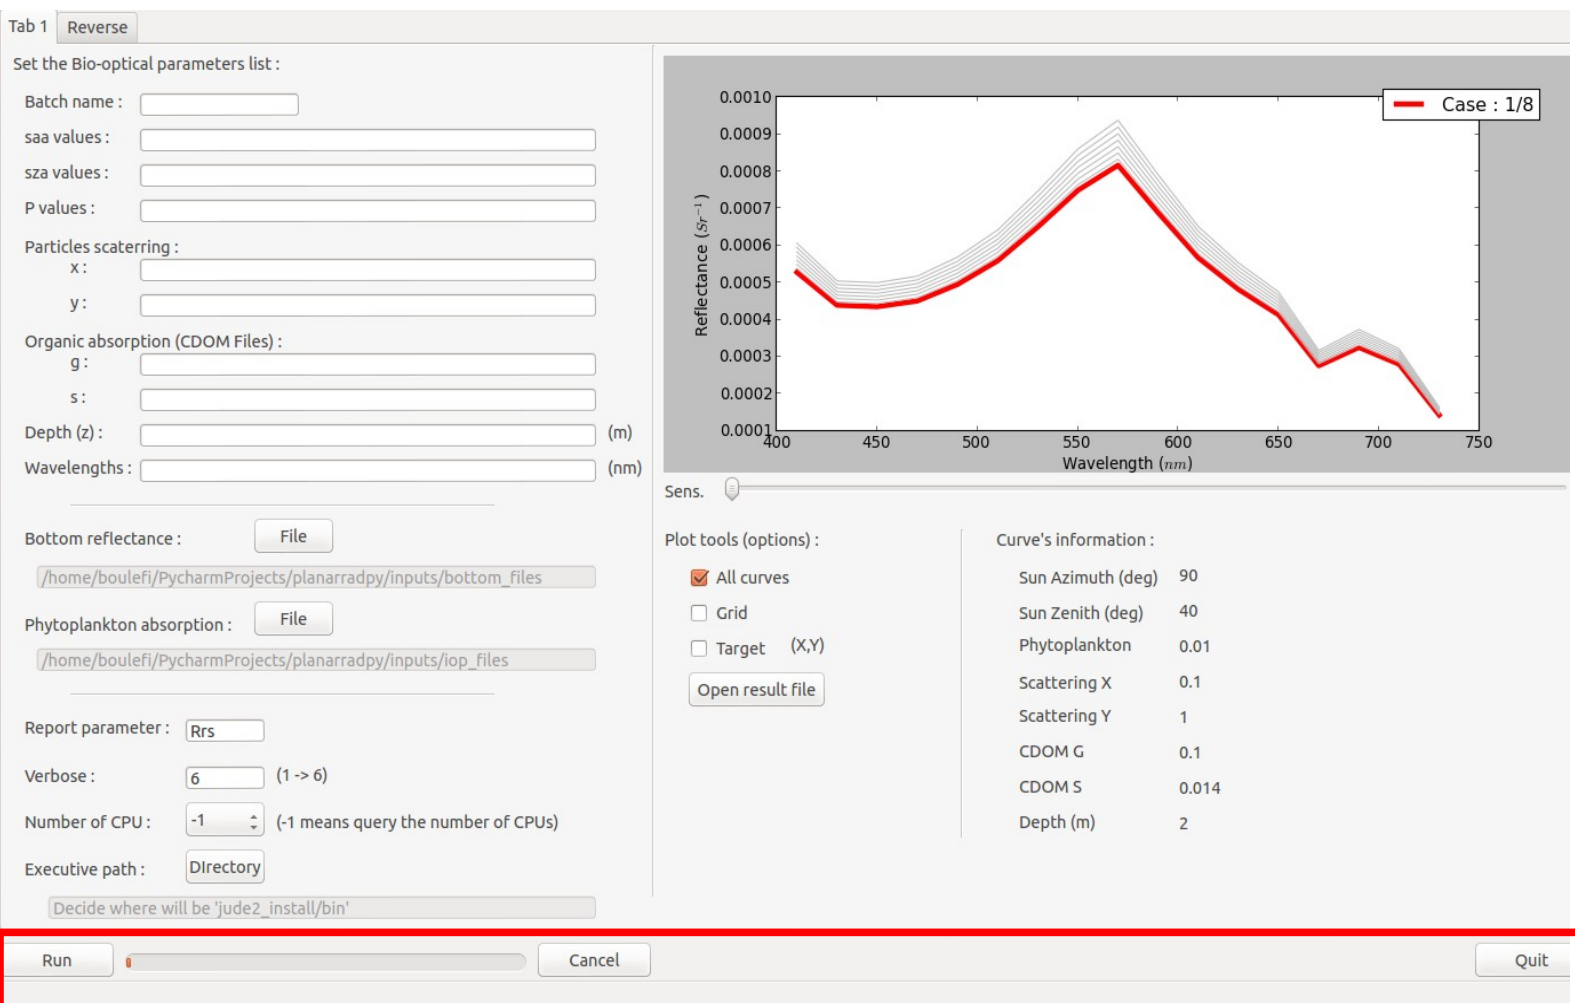 Tab 1 Reverse
Set the Bio-optical parameters list :
Batch name :
saa values :
sza values :
P values :
Particles scaterring :
x :
y :
Organic absorption (CDOM Files) :
g :
s :
Depth (z) : (m)
Wavelengths : (nm)
Bottom reflectance : File
/home/boulefi/PycharmProjects/planarradpy/inputs/bottom_files
Phytoplankton absorption : File
/home/boulefi/PycharmProjects/planarradpy/inputs/iop_files
Report parameter : Rrs
Verbose : 6 (1 -> 6)
Number of CPU : -1 (-1 means query the number of CPUs)
Executive path : DIrectory
Decide where will be 'jude2_install/bin'
Case : 1/8
0.0010
0.0009
0.0008
0.0007
0.0006
0.0005
0.0004
0.0003
0.0002
0.0001
Reflectance (Sr⁻¹)
400 450 500 550 600 650 700 750
Wavelength (nm)
Sens.
Plot tools (options) :
All curves
Grid
Target (X,Y)
Open result file
Curve's information :
Sun Azimuth (deg) 90
Sun Zenith (deg) 40
Phytoplankton 0.01
Scattering X 0.1
Scattering Y 1
CDOM G 0.1
CDOM S 0.014
Depth (m) 2
Run Cancel Quit